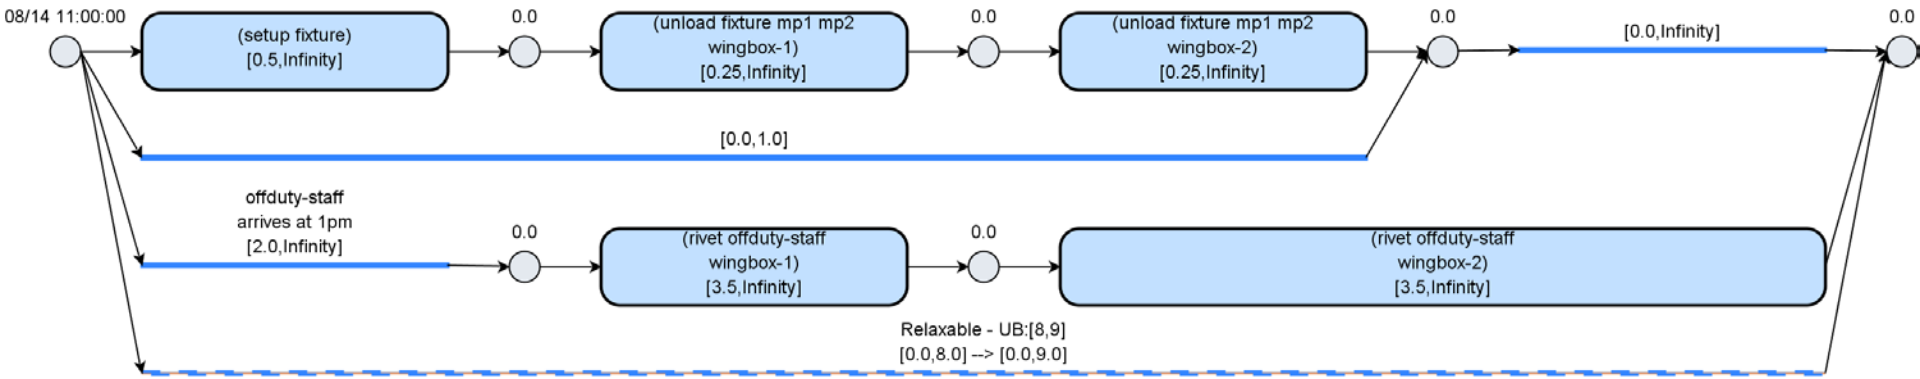 08/14 11:00:00
0.0
0.0
0.0
0.0
(setup fixture)
[0.5,Infinity]
(unload fixture mp1 mp2
wingbox-1)
[0.25,Infinity]
(unload fixture mp1 mp2
wingbox-2)
[0.25,Infinity]
[0.0,Infinity]
[0.0,1.0]
offduty-staff
arrives at 1pm
[2.0,Infinity]
0.0
(rivet offduty-staff
wingbox-1)
[3.5,Infinity]
0.0
(rivet offduty-staff
wingbox-2)
[3.5,Infinity]
Relaxable - UB:[8,9]
[0.0,8.0] --> [0.0,9.0]